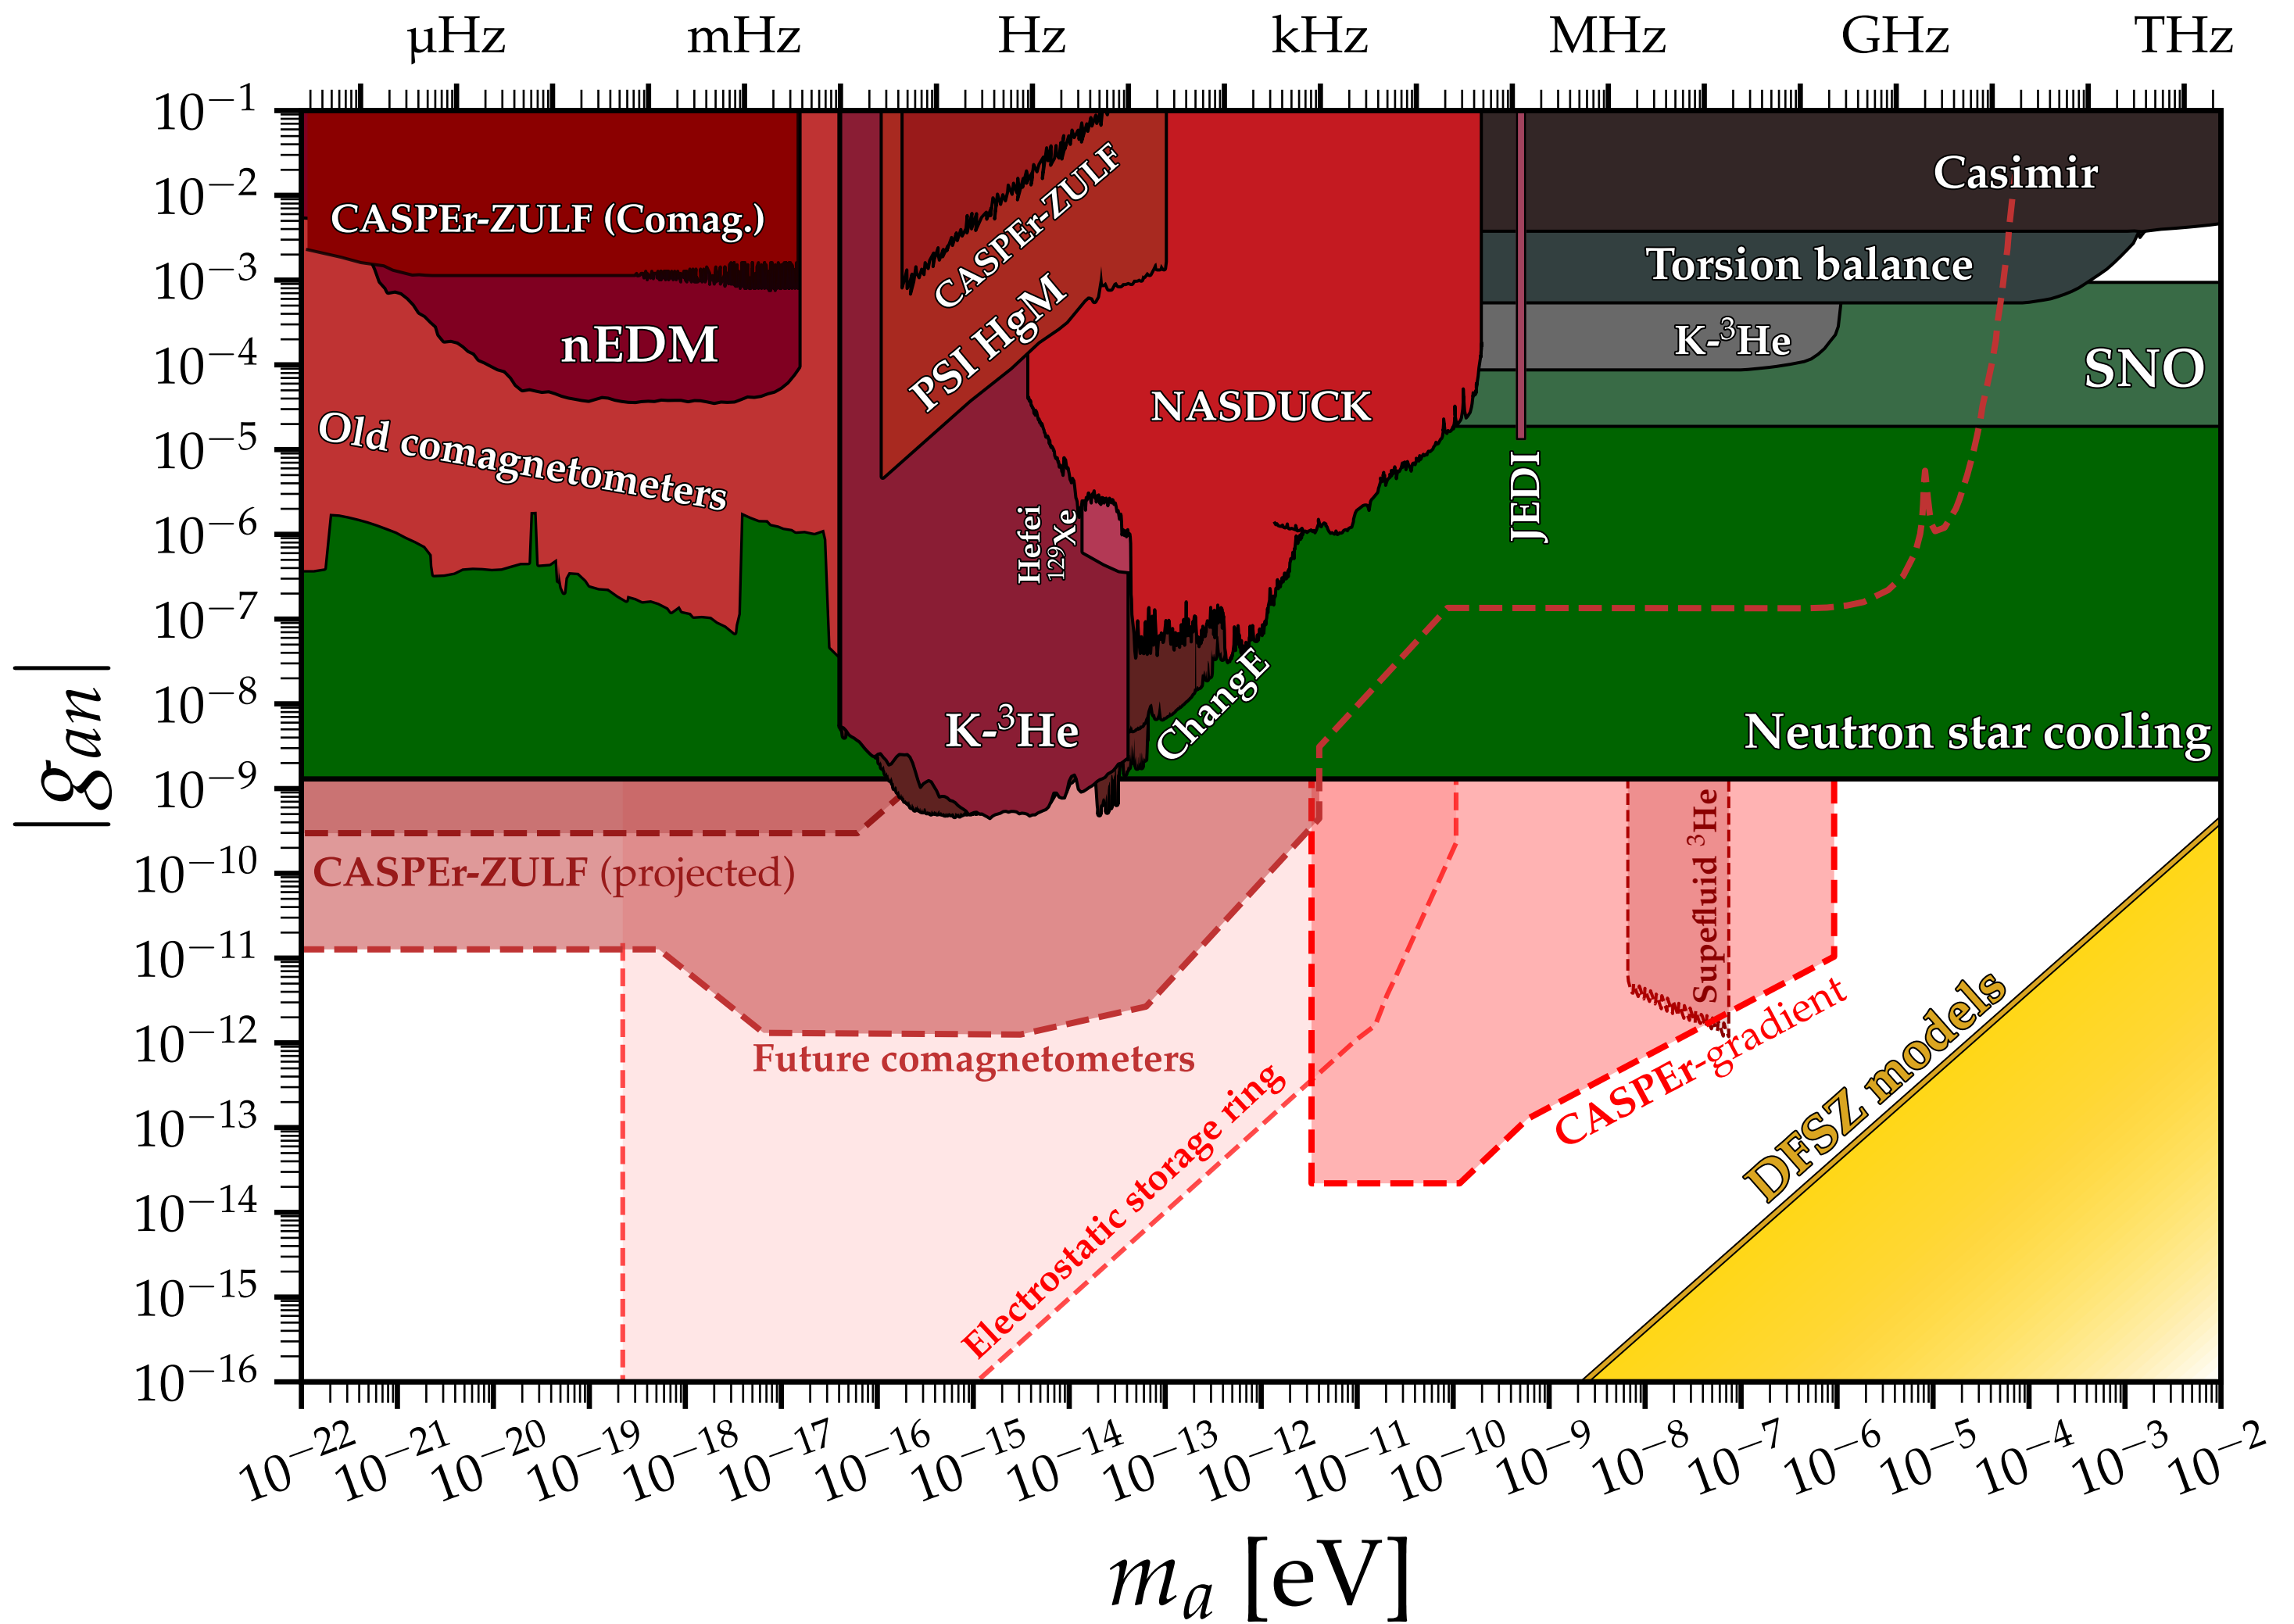 μHz mHz Hz kHz MHz GHz THz
10⁻¹
10⁻²
10⁻³
10⁻⁴
10⁻⁵
10⁻⁶
10⁻⁷
10⁻⁸
10⁻⁹
10⁻¹⁰
10⁻¹¹
10⁻¹²
10⁻¹³
10⁻¹⁴
10⁻¹⁵
10⁻¹⁶
|gₐₙ|
CASPEr-ZULF (Comag.)
nEDM
Old comagnetometers
CASPEr-ZULF
PSI HgM
NASDUCK
Hefei
¹²⁹Xe
K-³He
ChangE
JEDI
Casimir
Torsion balance
K-³He
SNO
Neutron star cooling
CASPEr-ZULF (projected)
Future comagnetometers
Electrostatic storage ring
Supefluid ³He
CASPEr-gradient
DFSZ models
10⁻²² 10⁻²¹ 10⁻²⁰ 10⁻¹⁹ 10⁻¹⁸ 10⁻¹⁷ 10⁻¹⁶ 10⁻¹⁵ 10⁻¹⁴ 10⁻¹³ 10⁻¹² 10⁻¹¹ 10⁻¹⁰ 10⁻⁹ 10⁻⁸ 10⁻⁷ 10⁻⁶ 10⁻⁵ 10⁻⁴ 10⁻³ 10⁻²
mₐ [eV]